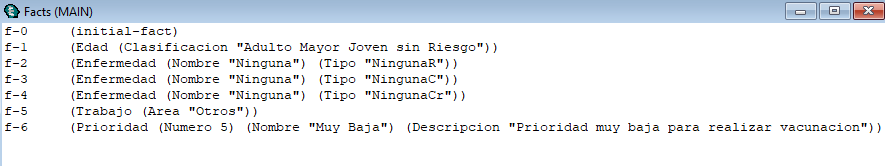 Facts (MAIN)
f-0     (initial-fact)
f-1     (Edad (Clasificacion "Adulto Mayor Joven sin Riesgo"))
f-2     (Enfermedad (Nombre "Ninguna") (Tipo "NingunaR"))
f-3     (Enfermedad (Nombre "Ninguna") (Tipo "NingunaC"))
f-4     (Enfermedad (Nombre "Ninguna") (Tipo "NingunaCr"))
f-5     (Trabajo (Area "Otros"))
f-6     (Prioridad (Numero 5) (Nombre "Muy Baja") (Descripcion "Prioridad muy baja para realizar vacunacion"))